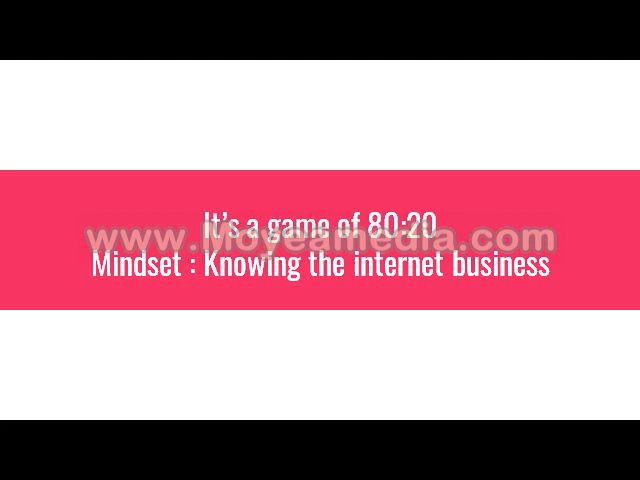 It's a game of 80:20
www.Moyeamedia.com
Mindset : Knowing the internet business